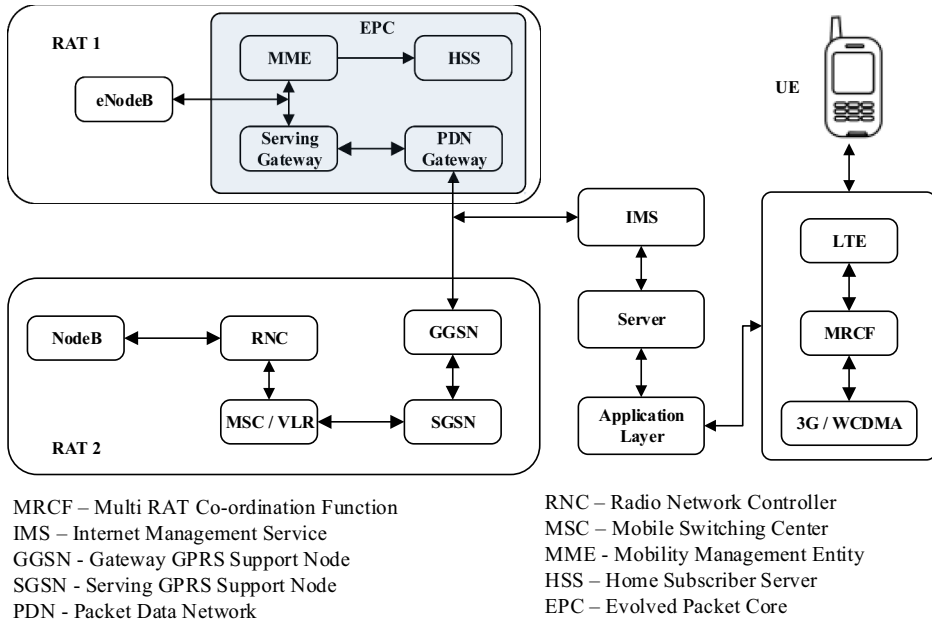 RAT 1
EPC
MME
HSS
eNodeB
Serving
Gateway
PDN
Gateway
UE
IMS
LTE
Server
MRCF
Application
Layer
3G / WCDMA
NodeB
RNC
GGSN
MSC / VLR
SGSN
RAT 2
MRCF – Multi RAT Co-ordination Function
IMS – Internet Management Service
GGSN - Gateway GPRS Support Node
SGSN - Serving GPRS Support Node
PDN - Packet Data Network
RNC – Radio Network Controller
MSC – Mobile Switching Center
MME - Mobility Management Entity
HSS – Home Subscriber Server
EPC – Evolved Packet Core